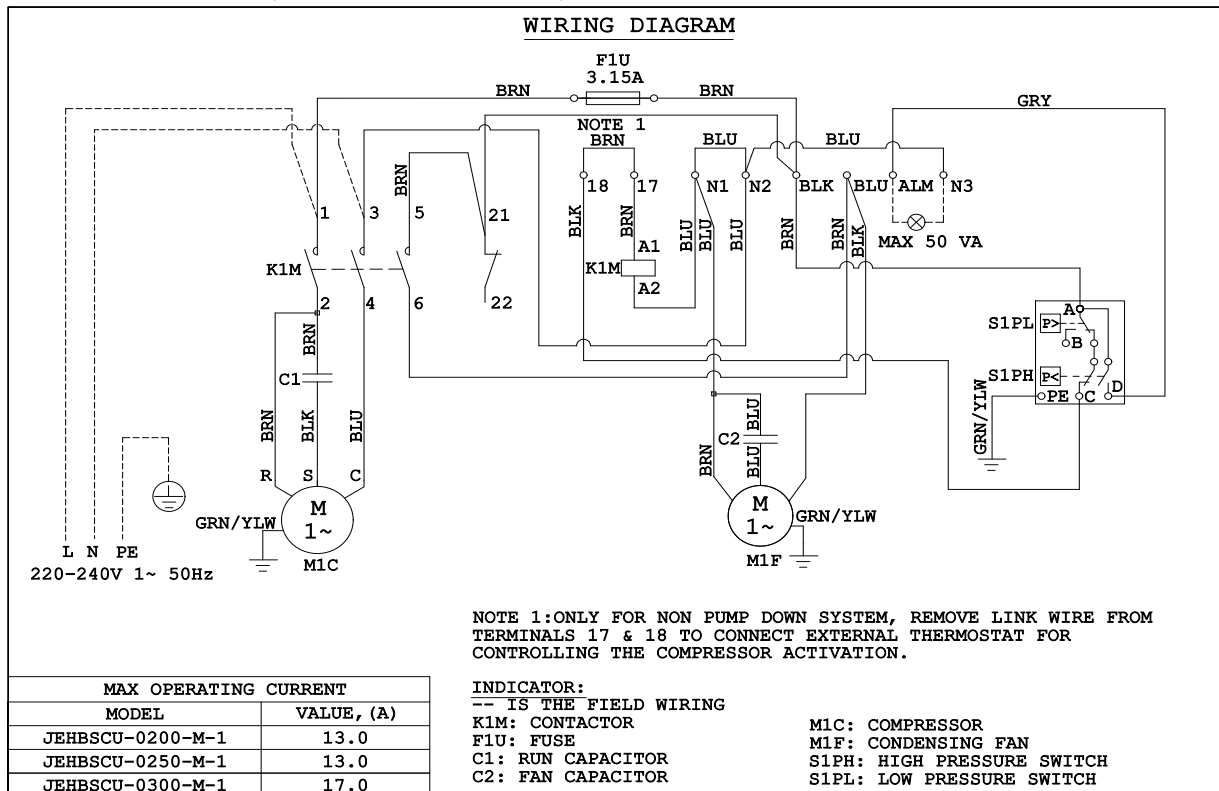 WIRING DIAGRAM
F1U
3.15A
BRN
BRN
GRY
NOTE 1
BRN
BLU
BLU
18
17
N1
N2
BLK
BLU
ALM
N3
BRN
1
3
5
21
BLK
BRN
BLU
BLU
BLU
BRN
BRN
BLK
MAX 50 VA
K1M
A1
K1M
A2
2
4
6
22
A
S1PL
P>
B
BRN
C1
S1PH
P<
D
PE
C
GRN/YLW
BRN
BLK
BLU
C2
BLU
BRN
BLU
R
S
C
M
1~
GRN/YLW
M1C
M
1~
GRN/YLW
M1F
L N PE
220-240V 1~ 50Hz
NOTE 1:ONLY FOR NON PUMP DOWN SYSTEM, REMOVE LINK WIRE FROM
TERMINALS 17 & 18 TO CONNECT EXTERNAL THERMOSTAT FOR
CONTROLLING THE COMPRESSOR ACTIVATION.
MAX OPERATING CURRENT
MODEL VALUE,(A)
JEHBSCU-0200-M-1 13.0
JEHBSCU-0250-M-1 13.0
JEHBSCU-0300-M-1 17.0
INDICATOR:
-- IS THE FIELD WIRING
K1M: CONTACTOR
F1U: FUSE
C1: RUN CAPACITOR
C2: FAN CAPACITOR
M1C: COMPRESSOR
M1F: CONDENSING FAN
S1PH: HIGH PRESSURE SWITCH
S1PL: LOW PRESSURE SWITCH